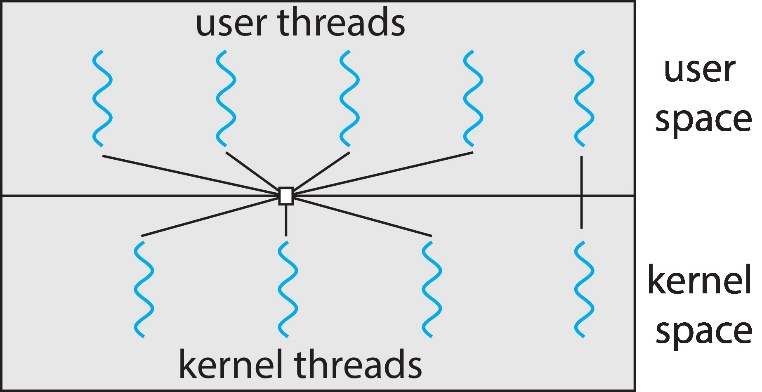 user threads
user
space
kernel
space
kernel threads